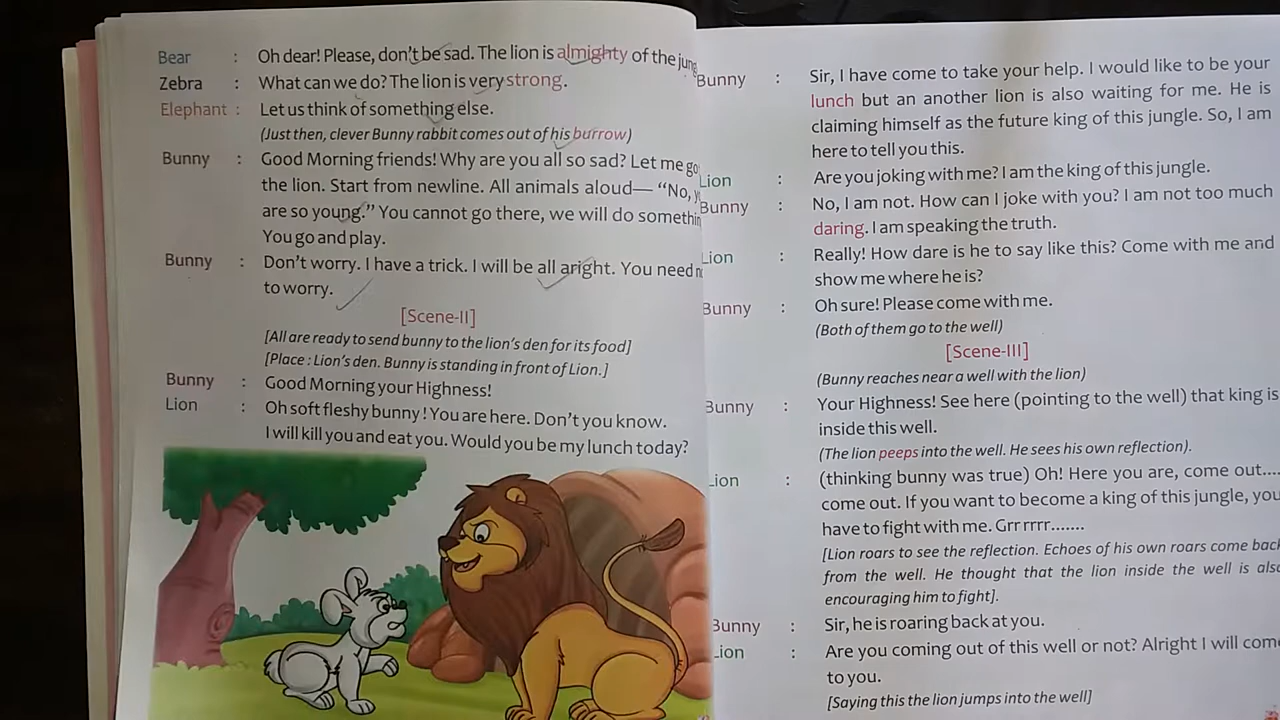 Bear : Oh dear! Please, don't be sad. The lion is almighty of the
Zebra : What can we do? The lion is very strong.
Elephant : Let us think of something else.
(Just then, clever Bunny rabbit comes out of his burrow)
Bunny : Good Morning friends! Why are you all so sad? Let me go
the lion. Start from newline. All animals aloud— “No,
are so young.” You cannot go there, we will do
You go and play.
Bunny : Don't worry. I have a trick. I will be all aright. You need
to worry.
[Scene-II]
[All are ready to send bunny to the lion's den for its food]
[Place : Lion's den. Bunny is standing in front of Lion.]
Bunny : Good Morning your Highness!
Lion : Oh soft fleshy bunny ! You are here. Don't you know.
I will kill you and eat you. Would you be my lunch today?
Bunny : Sir, I have come to take your help. I would like to be your
lunch but an another lion is also waiting for me. He is
claiming himself as the future king of this jungle. So, I am
here to tell you this.
Lion : Are you joking with me? I am the king of this jungle.
Bunny : No, I am not. How can I joke with you? I am not too much
daring. I am speaking the truth.
Lion : Really! How dare is he to say like this? Come with me and
show me where he is?
Bunny : Oh sure! Please come with me.
(Both of them go to the well)
[Scene-III]
(Bunny reaches near a well with the lion)
Bunny : Your Highness! See here (pointing to the well) that king is
inside this well.
(The lion peeps into the well. He sees his own reflection).
Lion : (thinking bunny was true) Oh! Here you are, come out....
come out. If you want to become a king of this jungle, you
have to fight with me. Grr rrrr.......
[Lion roars to see the reflection. Echoes of his own roars come back
from the well. He thought that the lion inside the well is also
encouraging him to fight].
Bunny : Sir, he is roaring back at you.
Lion : Are you coming out of this well or not? Alright I will come
to you.
[Saying this the lion jumps into the well]